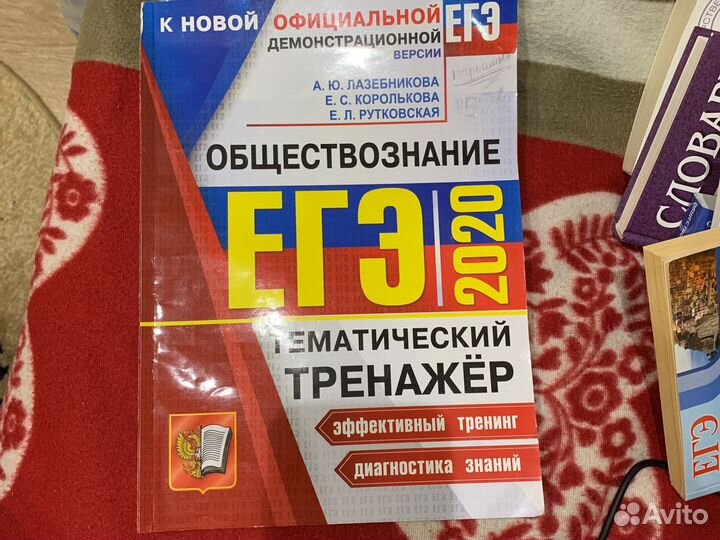 К НОВОЙ ОФИЦИАЛЬНОЙ
ДЕМОНСТРАЦИОННОЙ
ВЕРСИИ
ЕГЭ
А. Ю. ЛАЗЕБНИКОВА
Е. С. КОРОЛЬКОВА
Е. Л. РУТКОВСКАЯ
ОБЩЕСТВОЗНАНИЕ
ЕГЭ 2020
ТЕМАТИЧЕСКИЙ
ТРЕНАЖЁР
эффективный тренинг
диагностика знаний
СЛОВАР
ЕГЭ
Avito